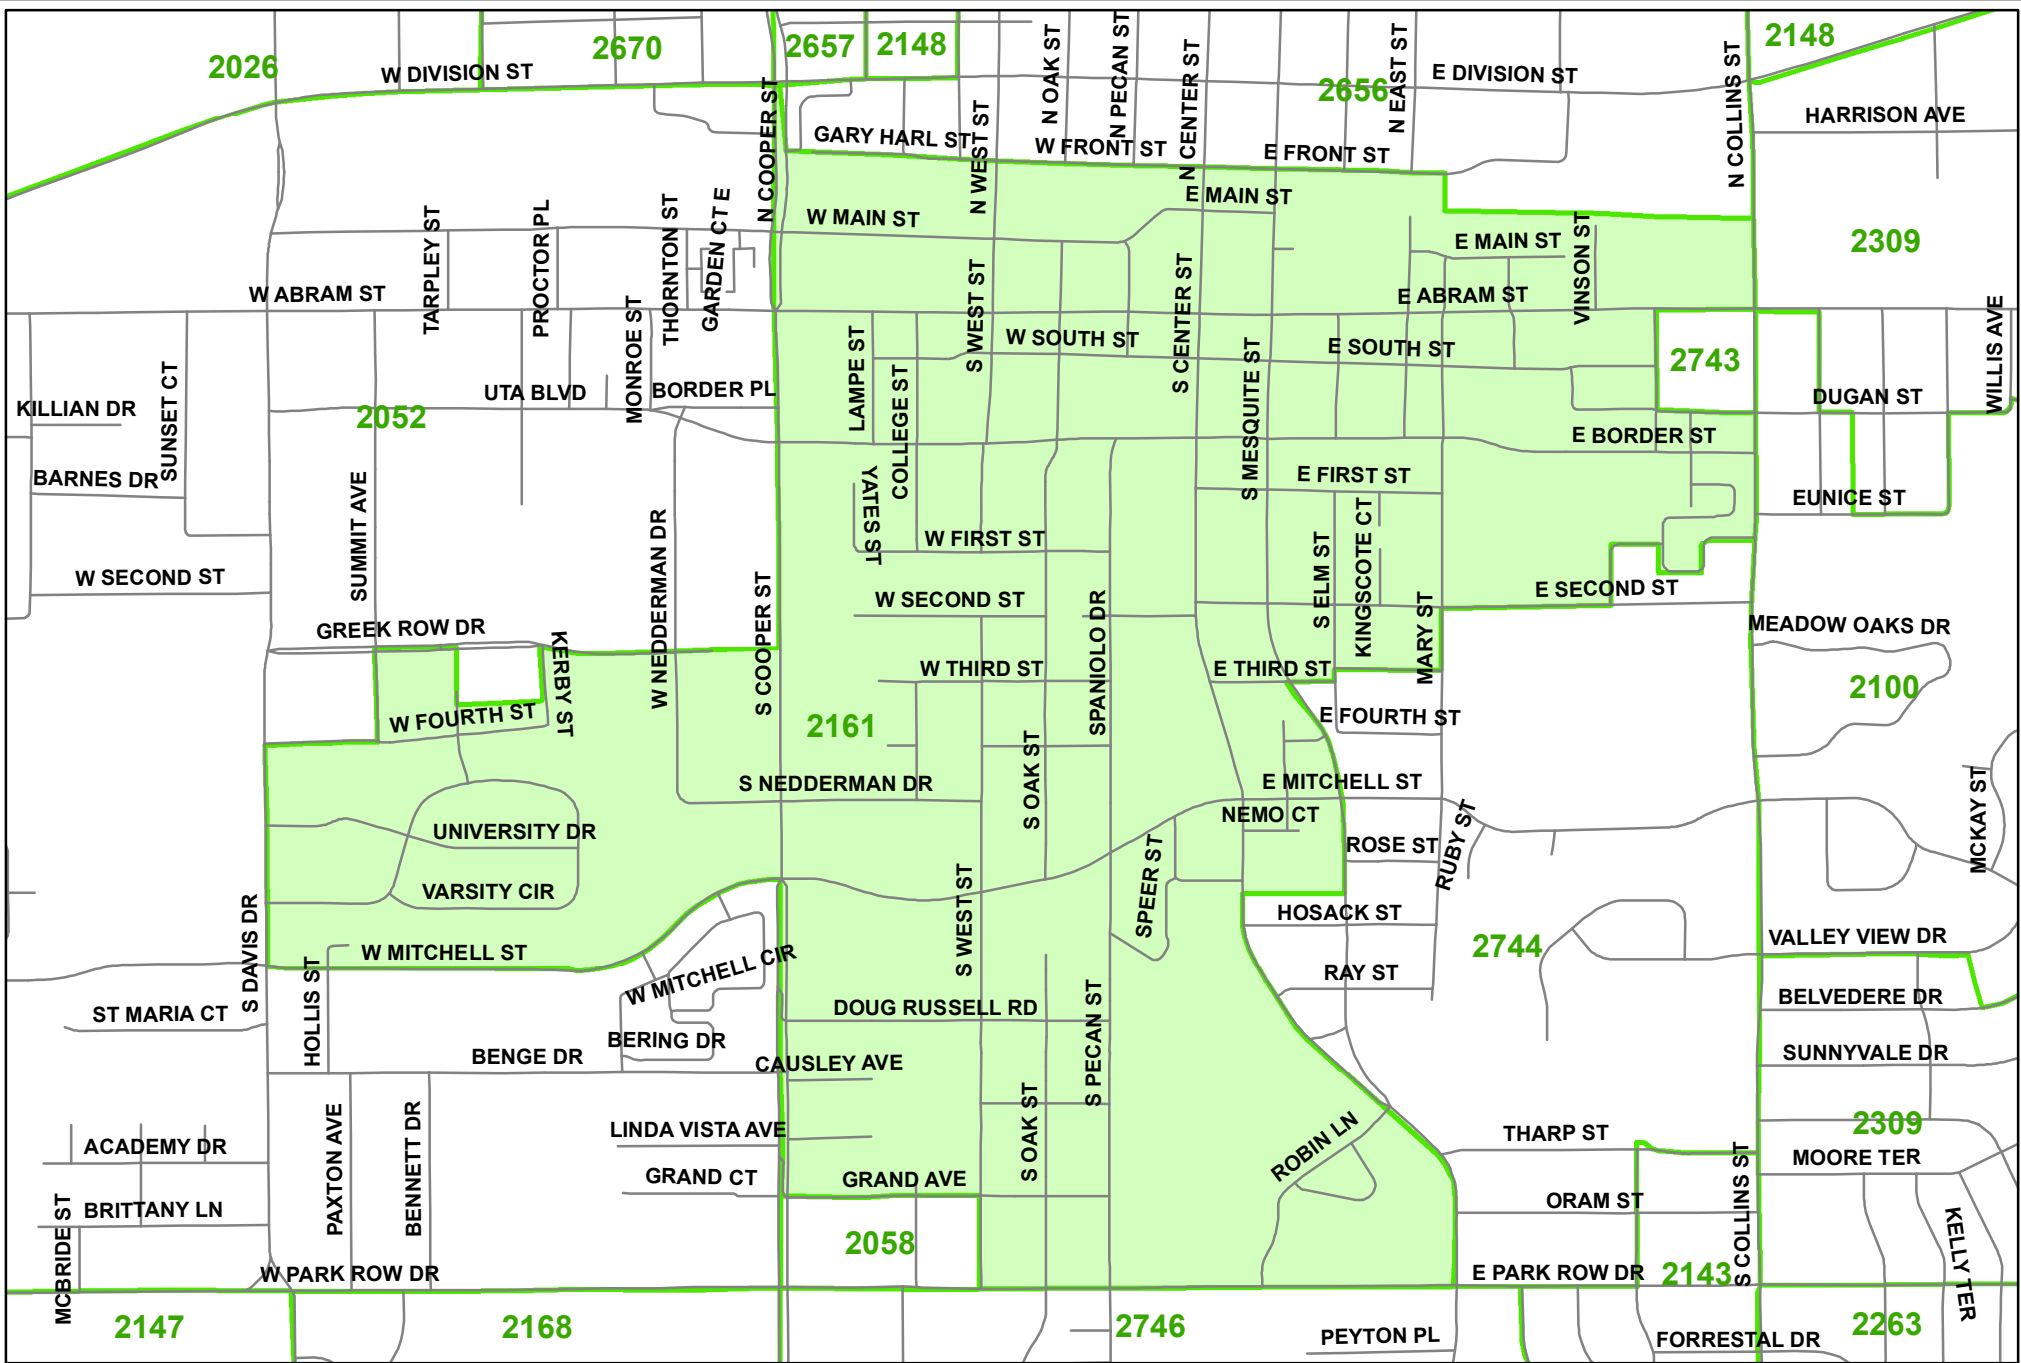 2026
2670
2657
2148
2148
W DIVISION ST
N OAK ST
N PECAN ST
N CENTER ST
2656
N EAST ST
E DIVISION ST
N COLLINS ST
HARRISON AVE
N COOPER ST
GARY HARL ST
N WEST ST
W FRONT ST
E FRONT ST
E MAIN ST
W MAIN ST
TARPLEY ST
PROCTOR PL
THORNTON ST
GARDEN CT E
E MAIN ST
VINSON ST
2309
W ABRAM ST
S WEST ST
S CENTER ST
E ABRAM ST
WILLIS AVE
MONROE ST
LAMPE ST
W SOUTH ST
S MESQUITE ST
E SOUTH ST
2743
KILLIAN DR
SUNSET CT
2052
UTA BLVD
BORDER PL
COLLEGE ST
DUGAN ST
E BORDER ST
BARNES DR
SUMMIT AVE
YATES ST
E FIRST ST
KINGSCOTE CT
EUNICE ST
W NEDDERMAN DR
W FIRST ST
S ELM ST
W SECOND ST
S COOPER ST
W SECOND ST
SPANIOLO DR
MARY ST
E SECOND ST
GREEK ROW DR
KERBY ST
MEADOW OAKS DR
W THIRD ST
E THIRD ST
2100
W FOURTH ST
2161
E FOURTH ST
S OAK ST
S NEDDERMAN DR
E MITCHELL ST
NEMO CT
MCKAY ST
UNIVERSITY DR
SPEER ST
ROSE ST
RUBY ST
VARSITY CIR
S WEST ST
HOSACK ST
S DAVIS DR
W MITCHELL ST
2744
VALLEY VIEW DR
HOLLIS ST
W MITCHELL CIR
RAY ST
BELVEDERE DR
ST MARIA CT
DOUG RUSSELL RD
S PECAN ST
BERING DR
BENGE DR
CAUSLEY AVE
SUNNYVALE DR
PAXTON AVE
BENNETT DR
LINDA VISTA AVE
S OAK ST
ROBIN LN
THARP ST
2309
ACADEMY DR
MOORE TER
GRAND CT
GRAND AVE
S COLLINS ST
BRITTANY LN
ORAM ST
KELLY TER
MCBRIDE ST
2058
W PARK ROW DR
E PARK ROW DR
2143
2147
2168
2746
PEYTON PL
FORRESTAL DR
2263